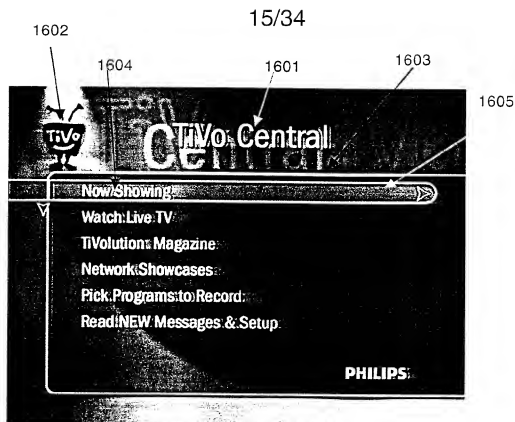 15/34
1602
1604
1601
1603
1605
TiVo
TiVo Central
Central
Now Showing
Watch Live TV
TiVolution Magazine
Network Showcases
Pick Programs to Record
Read NEW Messages & Setup
PHILIPS